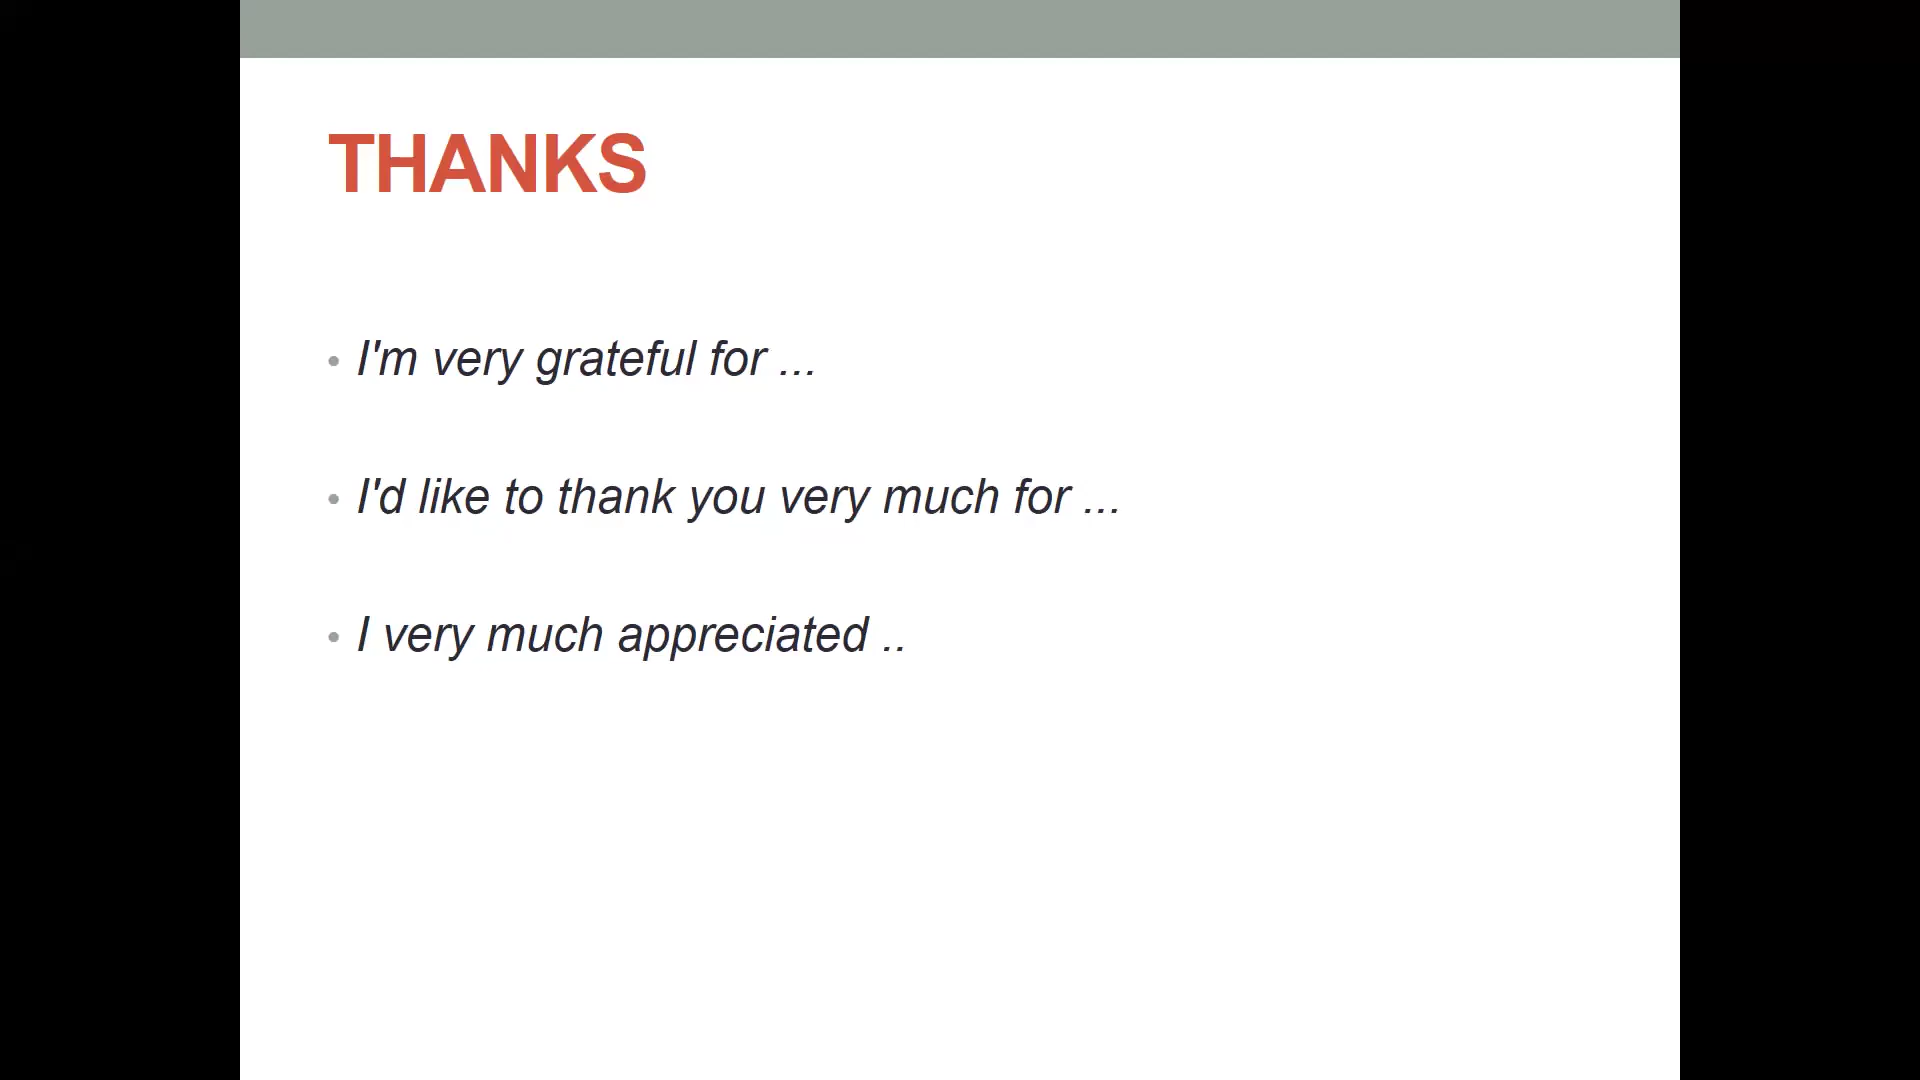 THANKS
• I'm very grateful for ...
• I'd like to thank you very much for ...
• I very much appreciated ..